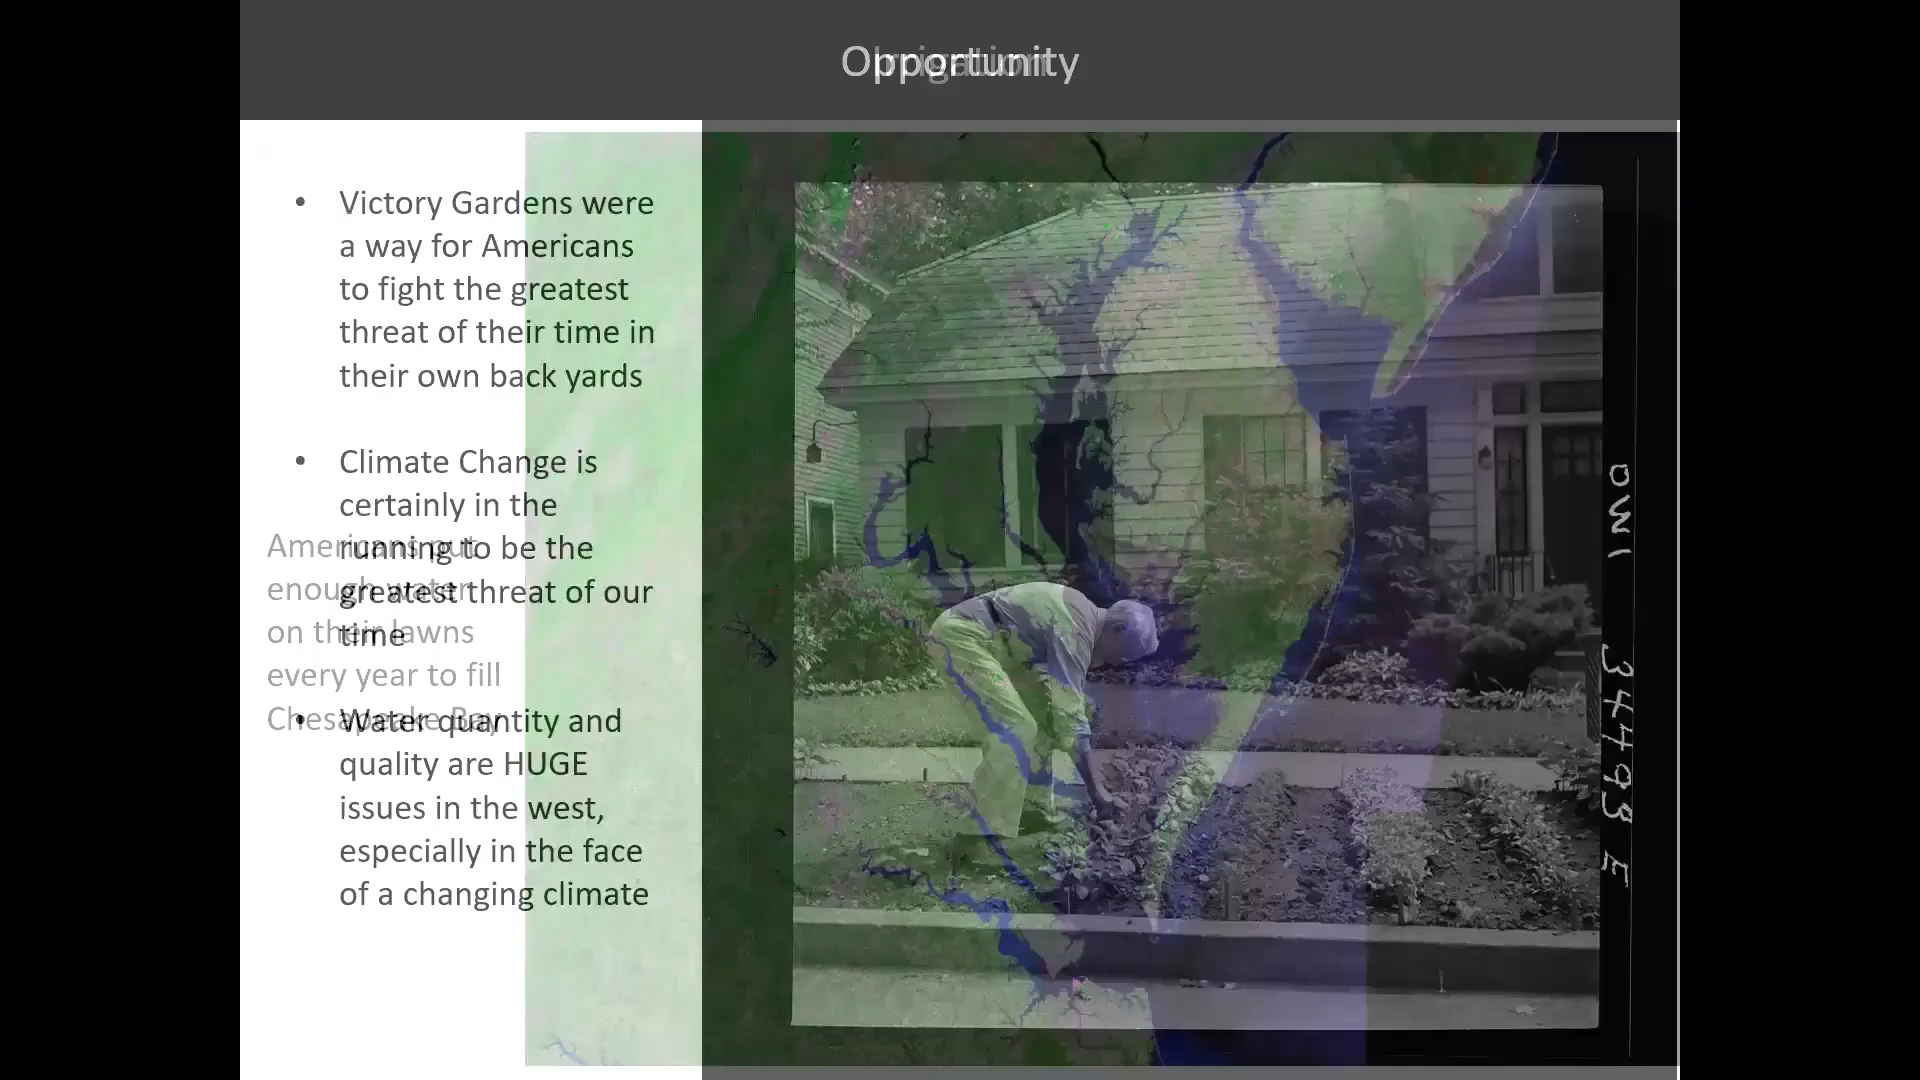 Opportunity
Irrigation
• Victory Gardens were
a way for Americans
to fight the greatest
threat of their time in
their own back yards
• Climate Change is
certainly in the
running to be the
greatest threat of our
time
• Water quantity and
quality are HUGE
issues in the west,
especially in the face
of a changing climate
Americans put
enough water
on their lawns
every year to fill
Chesapeake Bay
OWI 34493 E